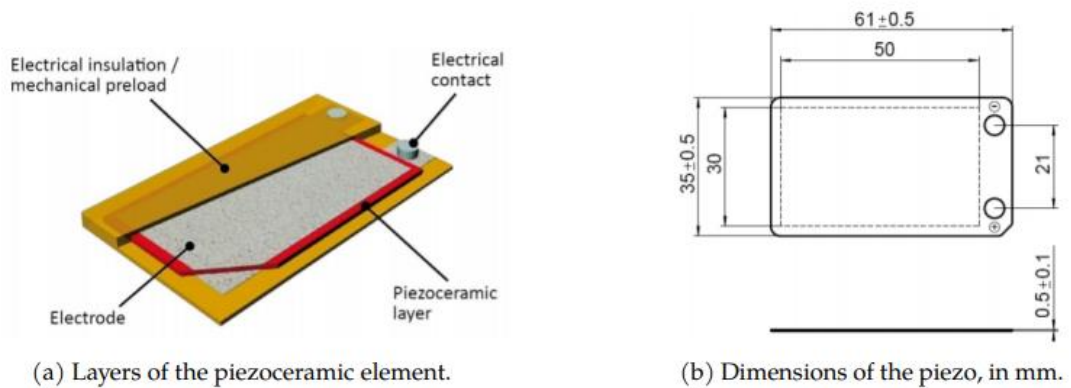 Electrical insulation /
mechanical preload
Electrical
contact
Electrode
Piezoceramic
layer
(a) Layers of the piezoceramic element.
61±0.5
50
35±0.5
30
21
⊖
⊕
0.5±0.1
(b) Dimensions of the piezo, in mm.